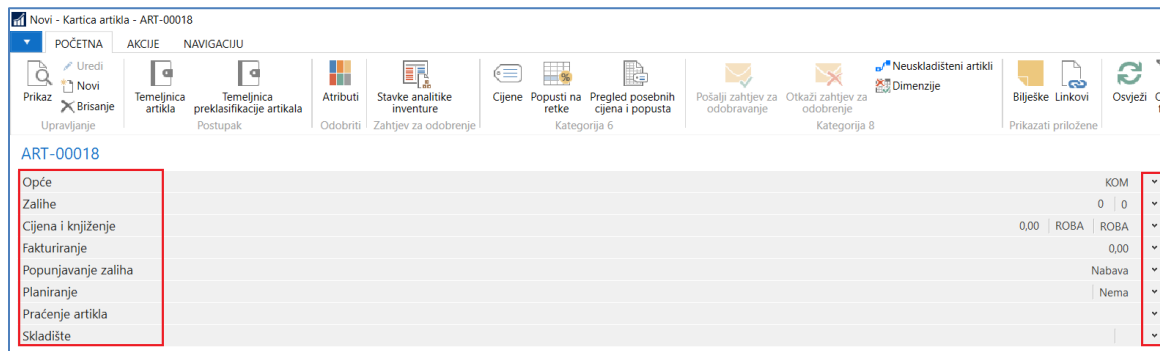 Novi - Kartica artikla - ART-00018
POČETNA AKCIJE NAVIGACIJU
Prikaz
Uredi
Novi
Brisanje
Upravljanje
Temeljnica artikla
Temeljnica preklasifikacije artikala
Postupak
Atributi
Odobriti
Stavke analitike inventure
Zahtjev za odobrenje
Cijene
Popusti na retke
Pregled posebnih cijena i popusta
Kategorija 6
Pošalji zahtjev za odobravanje
Otkaži zahtjev za odobrenje
Neuskladišteni artikli
Dimenzije
Kategorija 8
Bilješke
Linkovi
Prikazati priložene
Osvježi
ART-00018
Opće KOM
Zalihe 0 0
Cijena i knjiženje 0,00 ROBA ROBA
Fakturiranje 0,00
Popunjavanje zaliha Nabava
Planiranje Nema
Praćenje artikla
Skladište